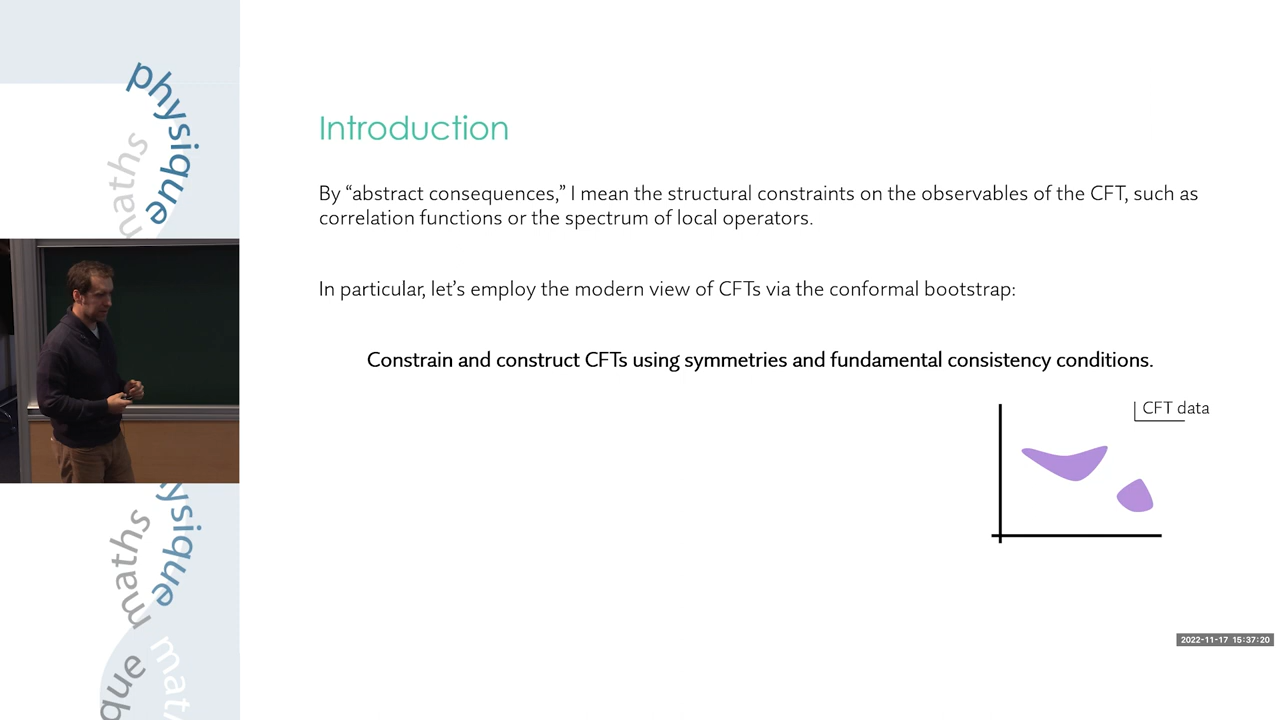 physique
maths
Introduction
By “abstract consequences,” I mean the structural constraints on the observables of the CFT, such as
correlation functions or the spectrum of local operators.
In particular, let’s employ the modern view of CFTs via the conformal bootstrap:
Constrain and construct CFTs using symmetries and fundamental consistency conditions.
CFT data
ysique
maths
que
mat
2022-11-17 15:37:20